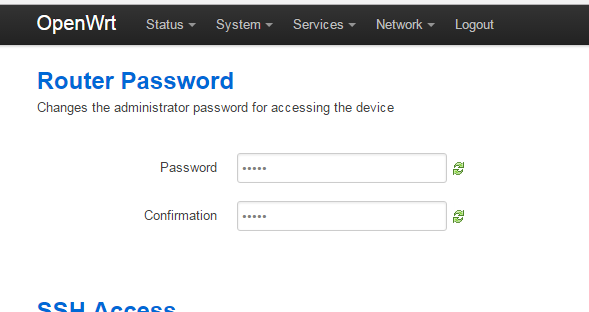 OpenWrt Status System Services Network Logout
Router Password
Changes the administrator password for accessing the device
Password •••••
Confirmation •••••
SSH Access